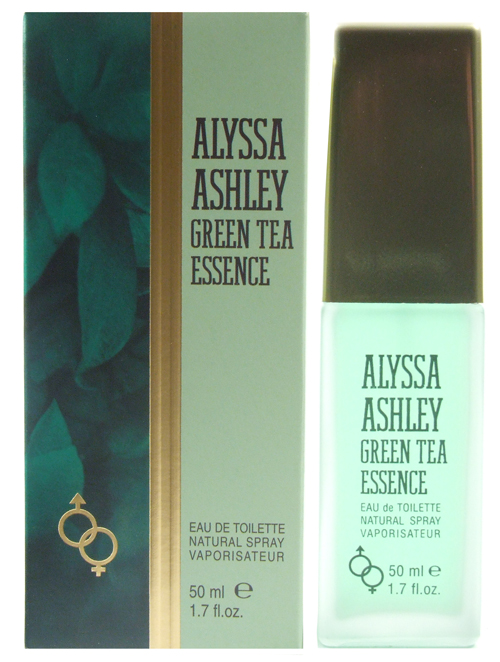 ALYSSA
ASHLEY
GREEN TEA
ESSENCE
EAU DE TOILETTE
NATURAL SPRAY
VAPORISATEUR
50 ml ℮
1.7 fl.oz.
ALYSSA
ASHLEY
GREEN TEA
ESSENCE
EAU de TOILETTE
NATURAL SPRAY
VAPORISATEUR
50 ml ℮
1.7 fl.oz.